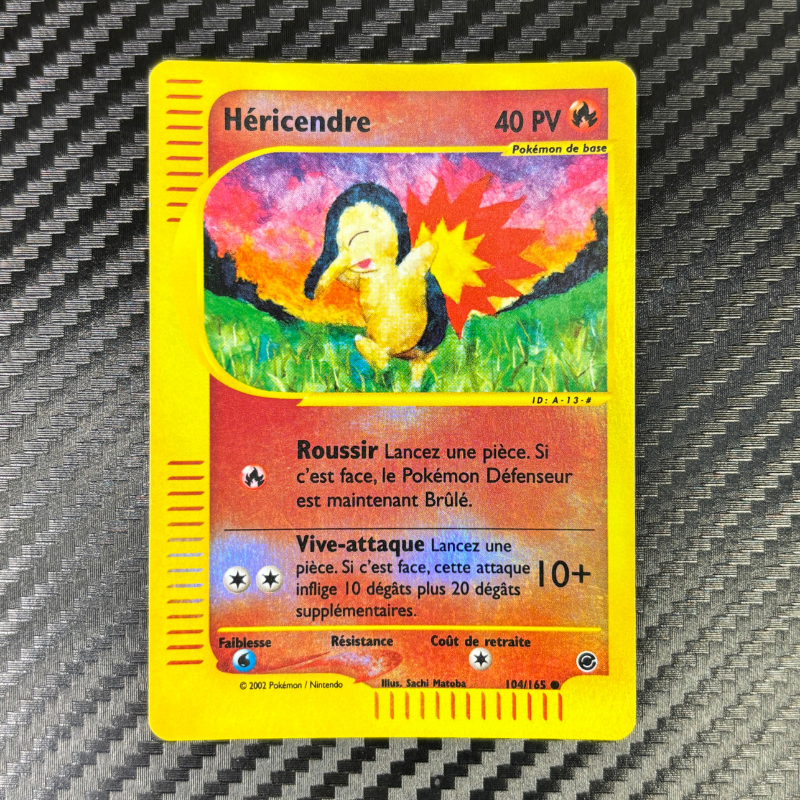 Héricendre 40 PV
Pokémon de base
ID: A-13-#
Roussir Lancez une pièce. Si
c'est face, le Pokémon Défenseur
est maintenant Brûlé.
Vive-attaque Lancez une
pièce. Si c'est face, cette attaque
inflige 10 dégâts plus 20 dégâts
supplémentaires.
10+
Faiblesse Résistance Coût de retraite
© 2002 Pokémon / Nintendo Illus. Sachi Matoba 104/165